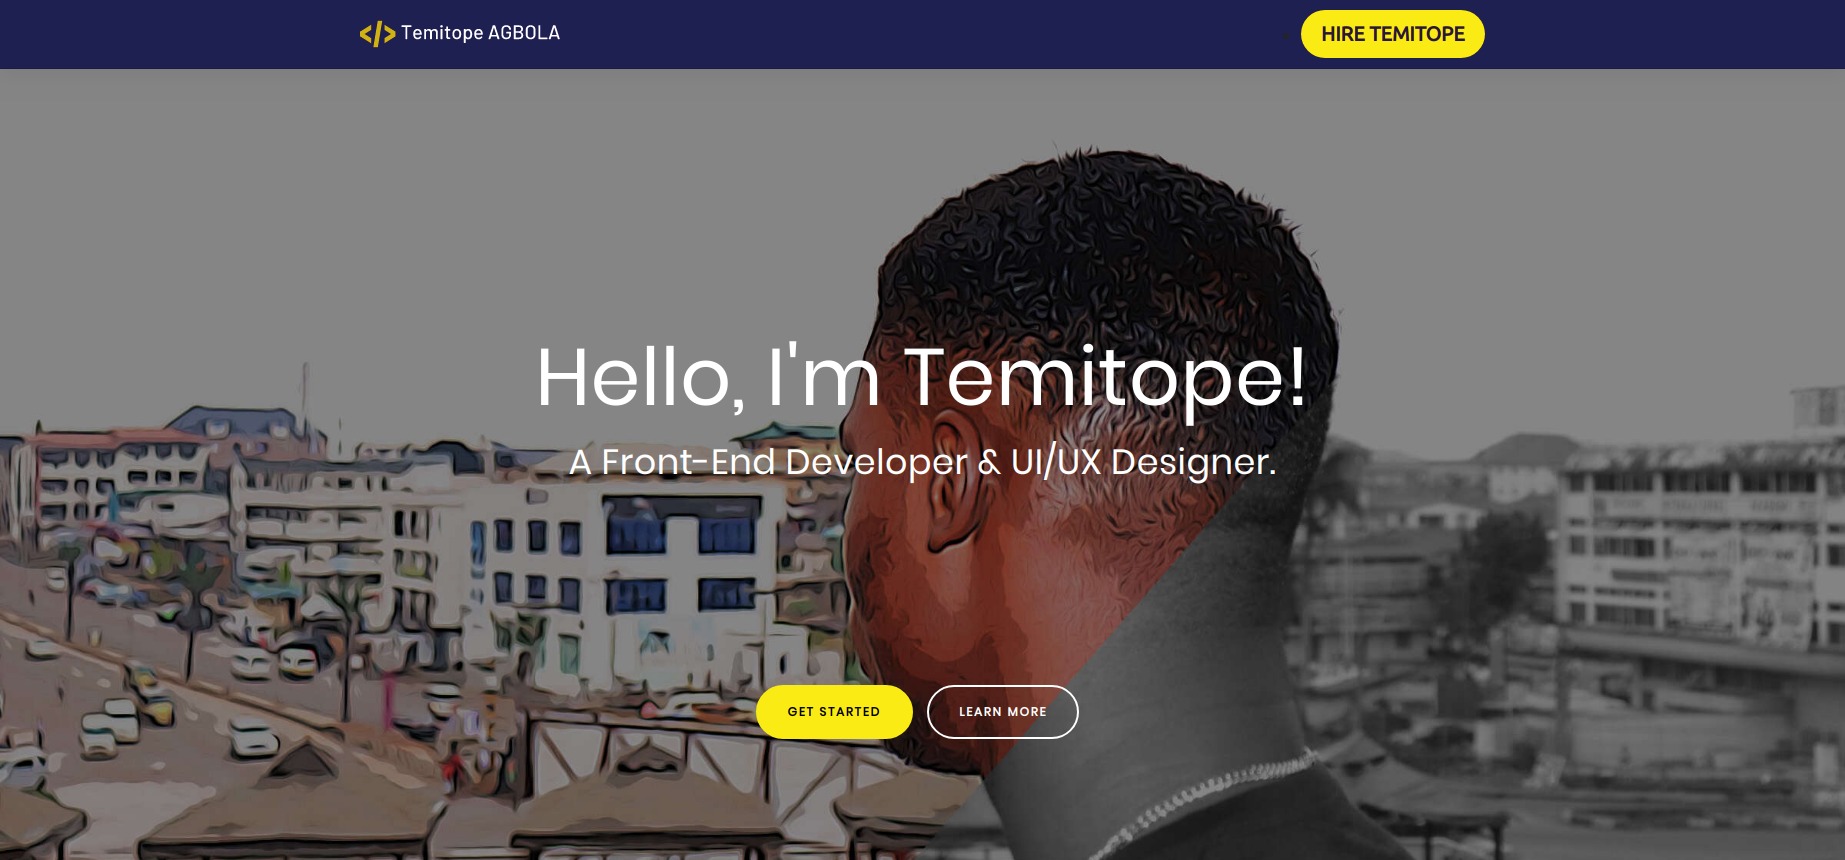 </> Temitope AGBOLA
HIRE TEMITOPE
Hello, I'm Temitope!
A Front-End Developer & UI/UX Designer.
GET STARTED
LEARN MORE